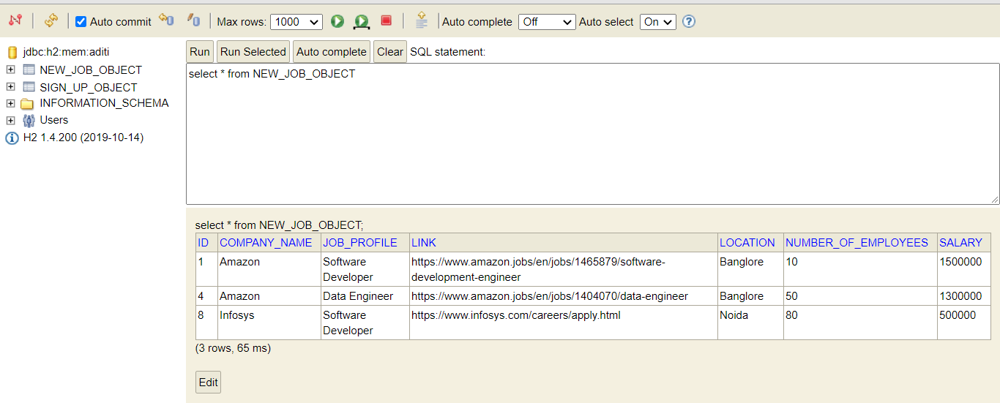 Auto commit Max rows: 1000 Auto complete Off Auto select On ?
jdbc:h2:mem:aditi
NEW_JOB_OBJECT
SIGN_UP_OBJECT
INFORMATION_SCHEMA
Users
H2 1.4.200 (2019-10-14)
Run Run Selected Auto complete Clear SQL statement:
select * from NEW_JOB_OBJECT
select * from NEW_JOB_OBJECT;
ID COMPANY_NAME JOB_PROFILE LINK LOCATION NUMBER_OF_EMPLOYEES SALARY
1 Amazon Software https://www.amazon.jobs/en/jobs/1465879/software- Banglore 10 1500000
Developer development-engineer
4 Amazon Data Engineer https://www.amazon.jobs/en/jobs/1404070/data-engineer Banglore 50 1300000
8 Infosys Software https://www.infosys.com/careers/apply.html Noida 80 500000
Developer
(3 rows, 65 ms)
Edit